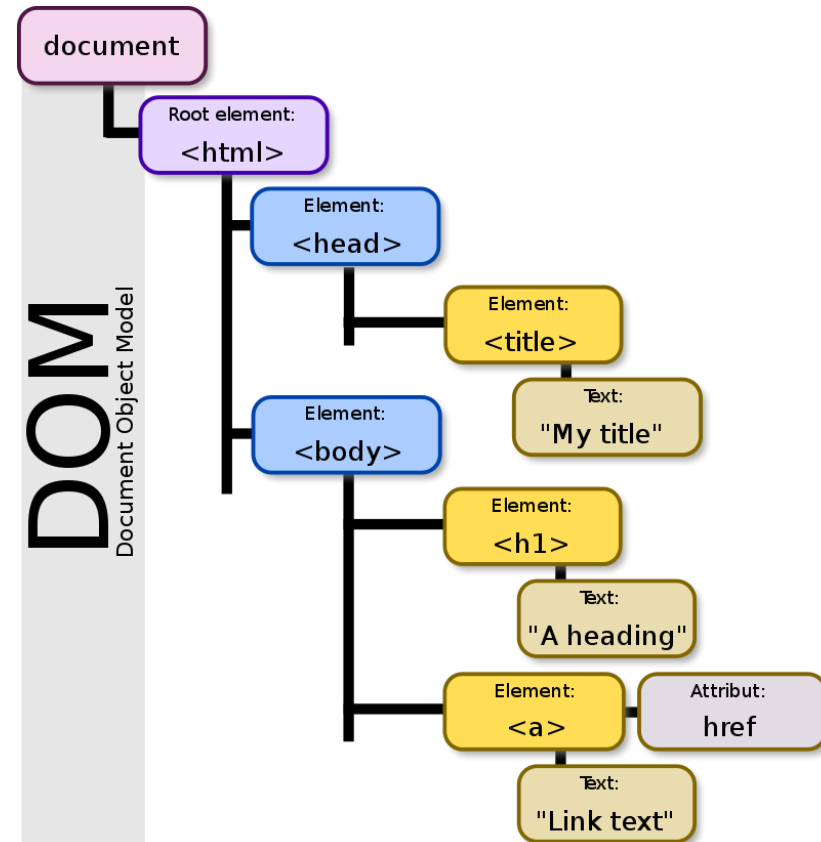 document
Root element:
<html>
Element:
<head>
Element:
<title>
Text:
"My title"
Element:
<body>
Element:
<h1>
Text:
"A heading"
Element:
<a>
Attribut:
href
Text:
"Link text"
DOM
Document Object Model